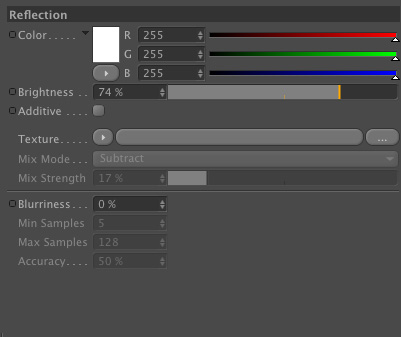 Reflection
Color..... R 255
G 255
B 255
Brightness.. 74 %
Additive....
Texture..... ...
Mix Mode.... Subtract
Mix Strength 17 %
Blurriness.. 0 %
Min Samples 5
Max Samples 128
Accuracy.... 50 %